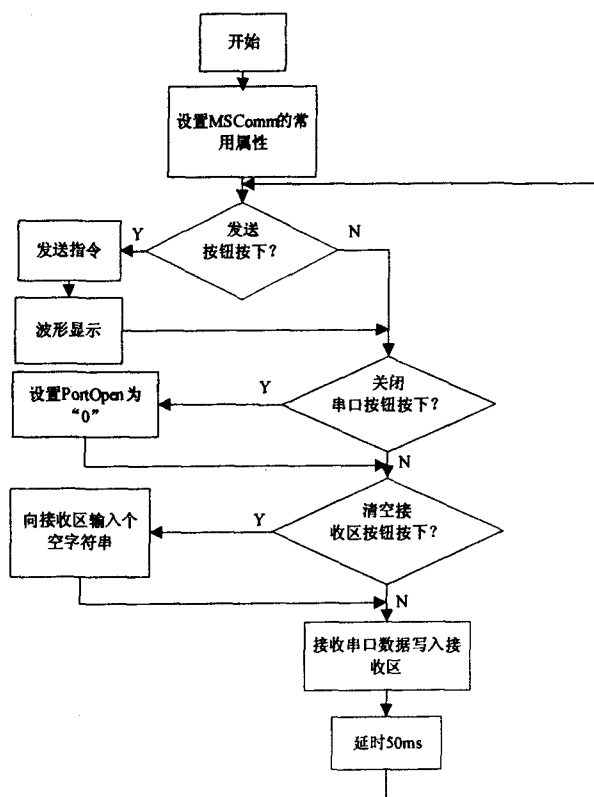 开始
设置MSComm的常
用属性
发送
按钮按下?
Y
N
发送指令
波形显示
关闭
串口按钮按下?
Y
设置PortOpen为
“0”
N
清空接
收区按钮按下?
Y
向接收区输入个
空字符串
N
接收串口数据写入接
收区
延时50ms